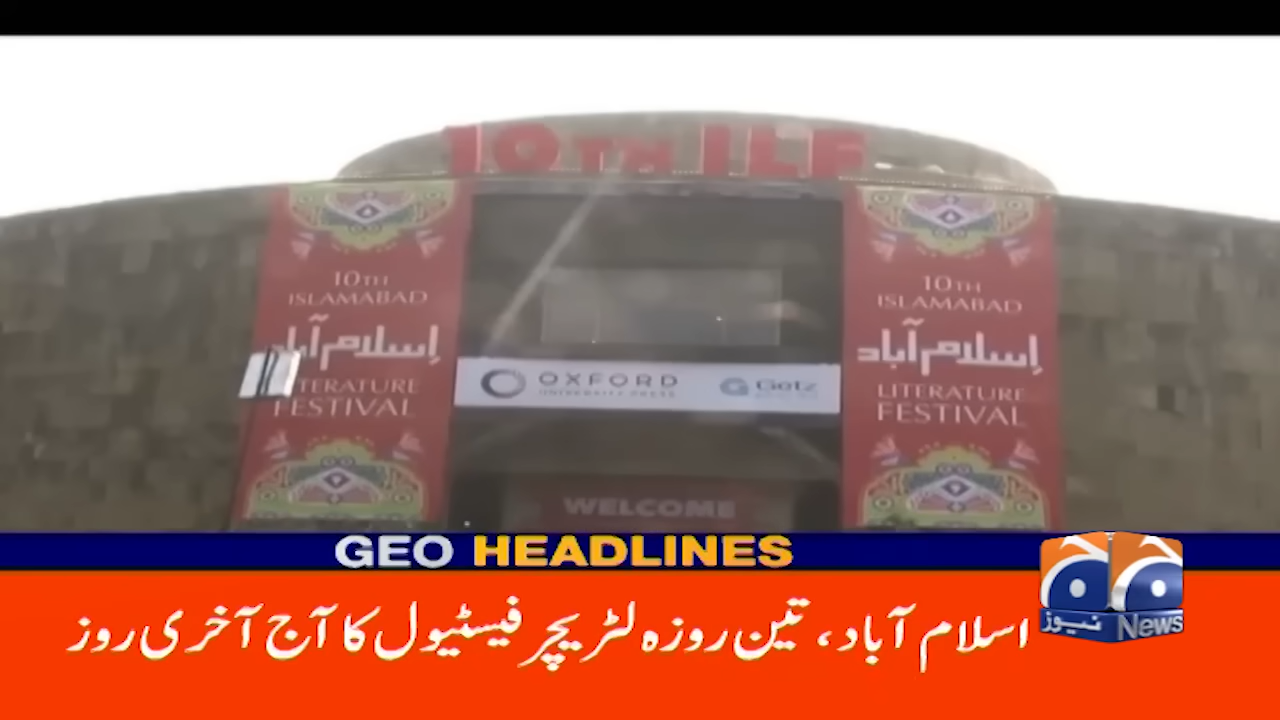 10TH ILF
10TH
ISLAMABAD
اسلام آباد
LITERATURE
FESTIVAL
10TH
ISLAMABAD
اسلام آباد
LITERATURE
FESTIVAL
OXFORD
UNIVERSITY PRESS
Getz
WELCOME
GEO HEADLINES
اسلام آباد، تین روزہ لٹریچر فیسٹیول کا آج آخری روز
نیوز News